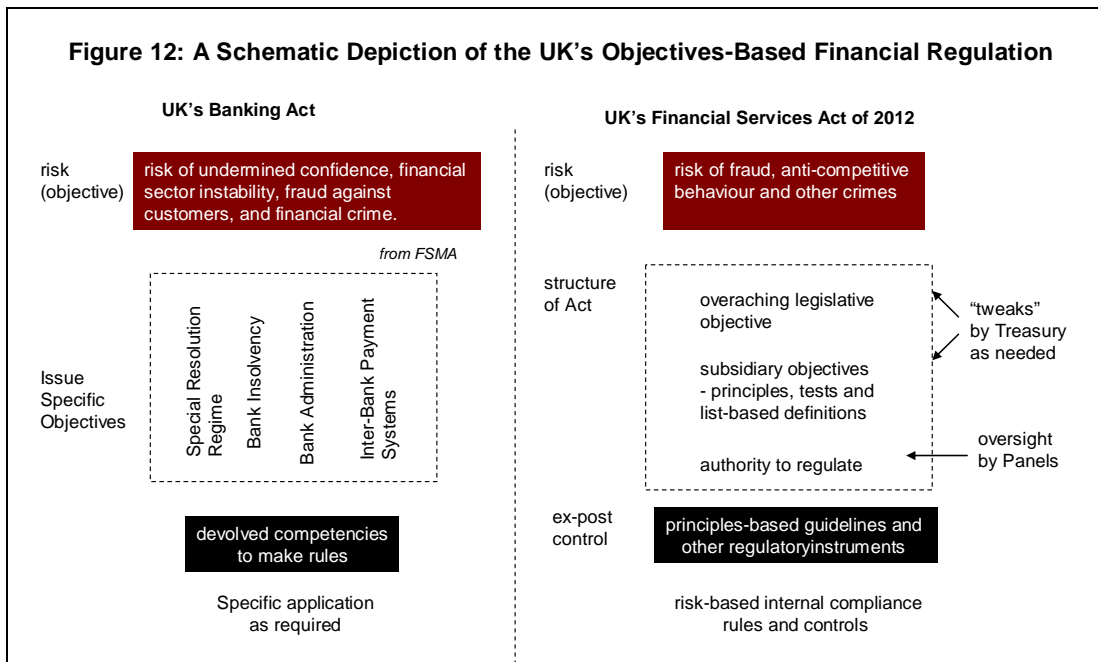 Figure 12: A Schematic Depiction of the UK's Objectives-Based Financial Regulation
UK's Banking Act
risk
(objective)
risk of undermined confidence, financial
sector instability, fraud against
customers, and financial crime.
from FSMA
Issue
Specific
Objectives
Special Resolution
Regime
Bank Insolvency
Bank Administration
Inter-Bank Payment
Systems
devolved competencies
to make rules
Specific application
as required
UK's Financial Services Act of 2012
risk
(objective)
risk of fraud, anti-competitive
behaviour and other crimes
structure
of Act
overaching legislative
objective
subsidiary objectives
- principles, tests and
list-based definitions
authority to regulate
"tweaks"
by Treasury
as needed
oversight
by Panels
ex-post
control
principles-based guidelines and
other regulatoryinstruments
risk-based internal compliance
rules and controls